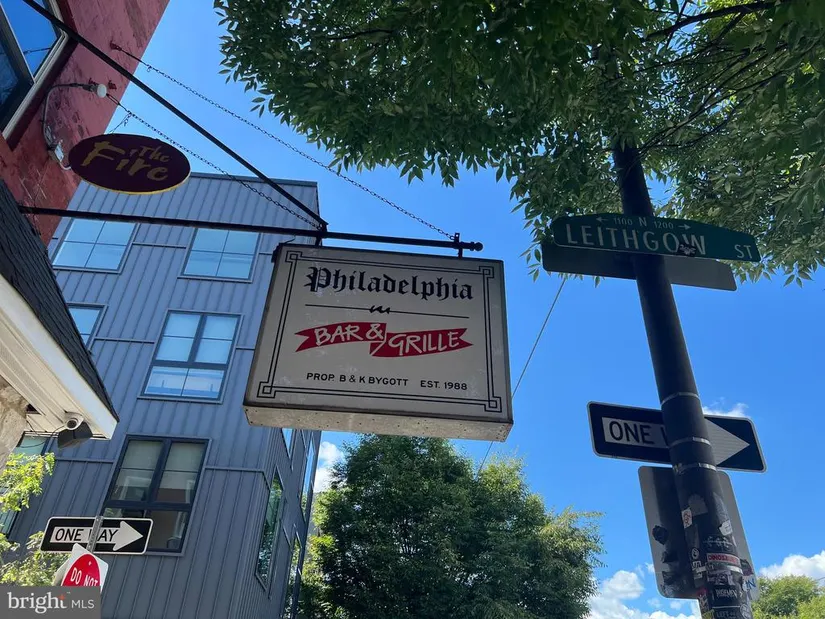 The
Fire
Philadelphia
BAR & GRILLE
PROP. B & K BYGOTT EST. 1988
← 1100 N 1200 →
LEITHGOW ST
ONE WAY
ONE WAY
DO NOT
bright MLS